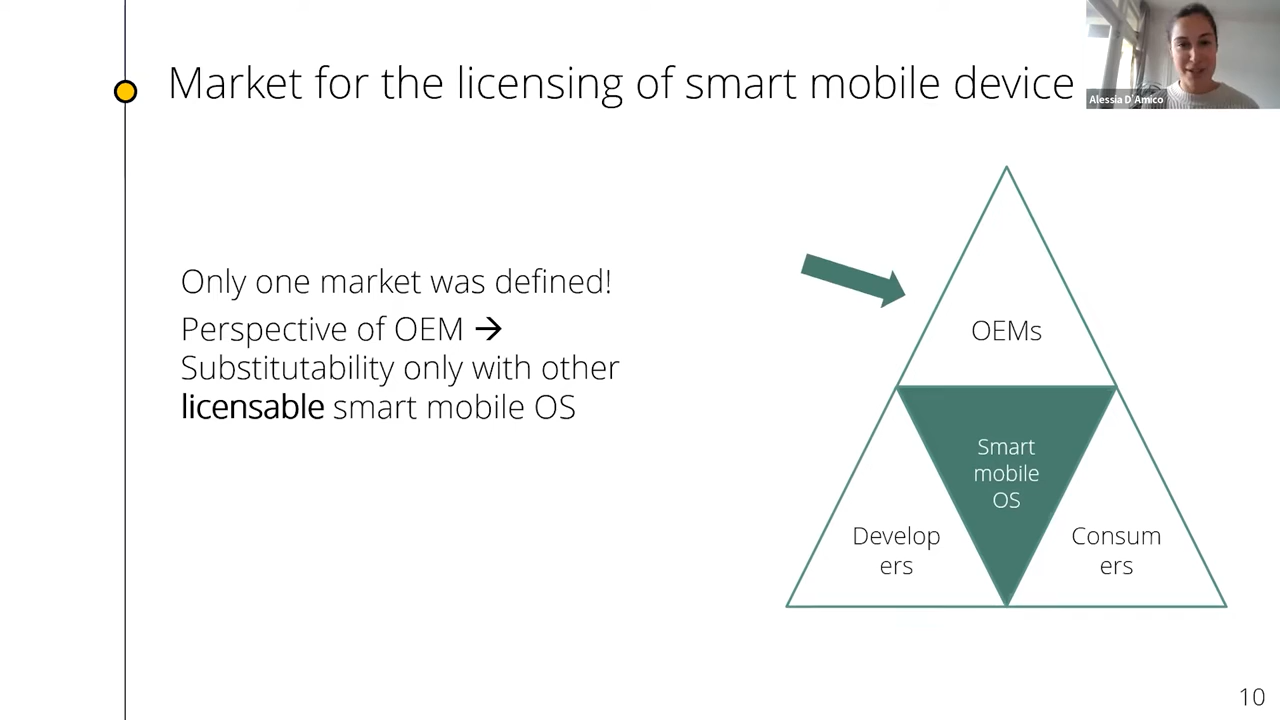 Market for the licensing of smart mobile device
Alessia D'Amico
Only one market was defined!
Perspective of OEM →
Substitutability only with other
licensable smart mobile OS
OEMs
Smart
mobile
OS
Develop
ers
Consum
ers
10